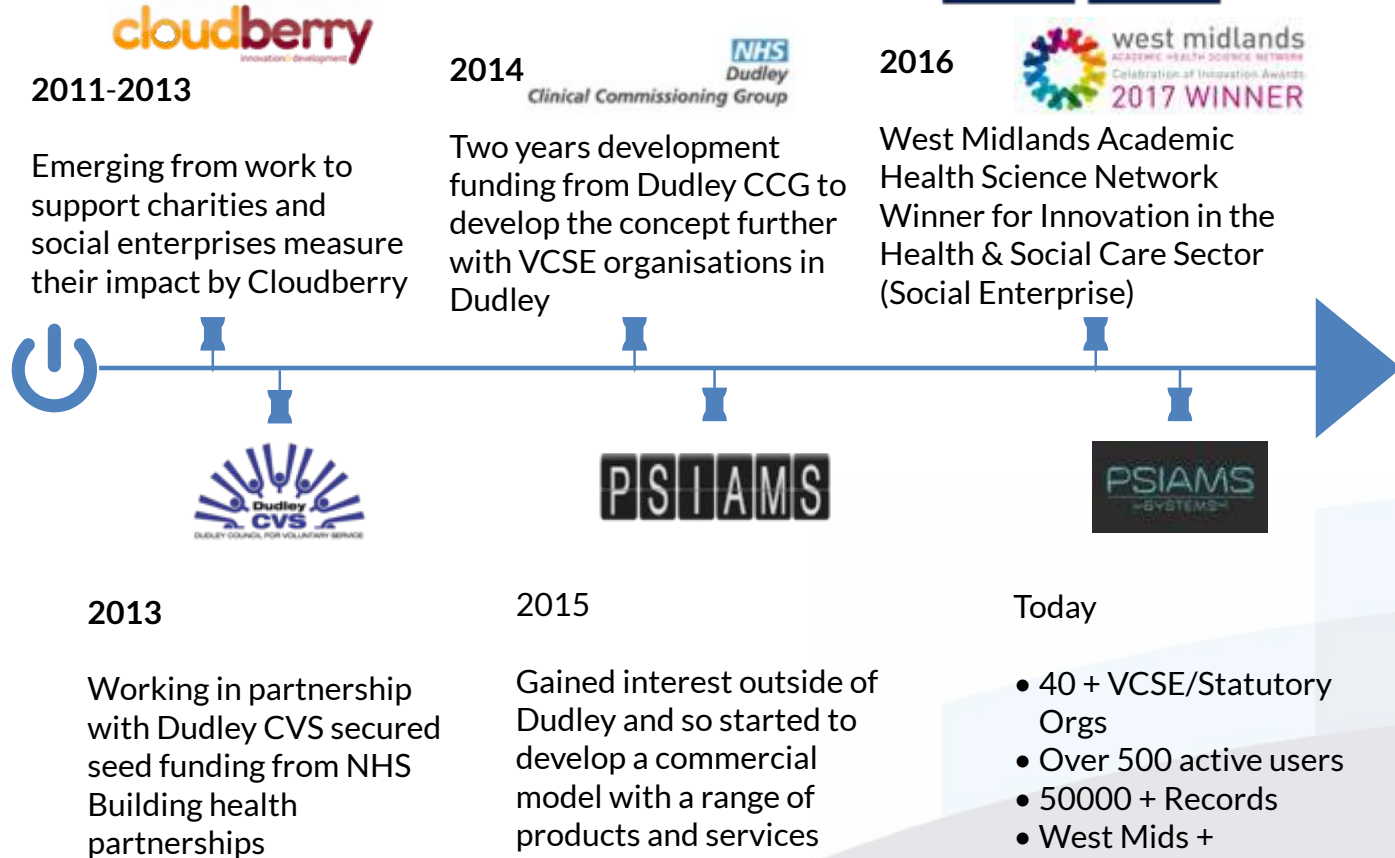 cloudberry
innovation&development
2011-2013
Emerging from work to
support charities and
social enterprises measure
their impact by Cloudberry
2014
NHS
Dudley
Clinical Commissioning Group
Two years development
funding from Dudley CCG to
develop the concept further
with VCSE organisations in
Dudley
2016
west midlands
ACADEMIC HEALTH SCIENCE NETWORK
Celebration of Innovation Awards
2017 WINNER
West Midlands Academic
Health Science Network
Winner for Innovation in the
Health & Social Care Sector
(Social Enterprise)
Dudley
CVS
DUDLEY COUNCIL FOR VOLUNTARY SERVICE
2013
Working in partnership
with Dudley CVS secured
seed funding from NHS
Building health
partnerships
PSIAMS
2015
Gained interest outside of
Dudley and so started to
develop a commercial
model with a range of
products and services
PSIAMS
SYSTEMS
Today
• 40 + VCSE/Statutory
Orgs
• Over 500 active users
• 50000 + Records
• West Mids +